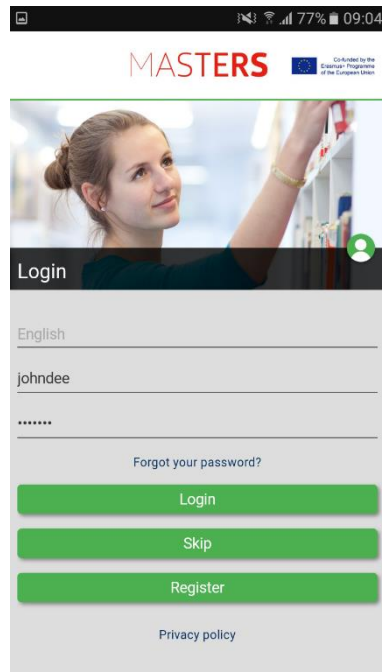 77% 09:04
MASTERS
Co-funded by the
Erasmus+ Programme
of the European Union
Login
English
johndee
•••••••
Forgot your password?
Login
Skip
Register
Privacy policy